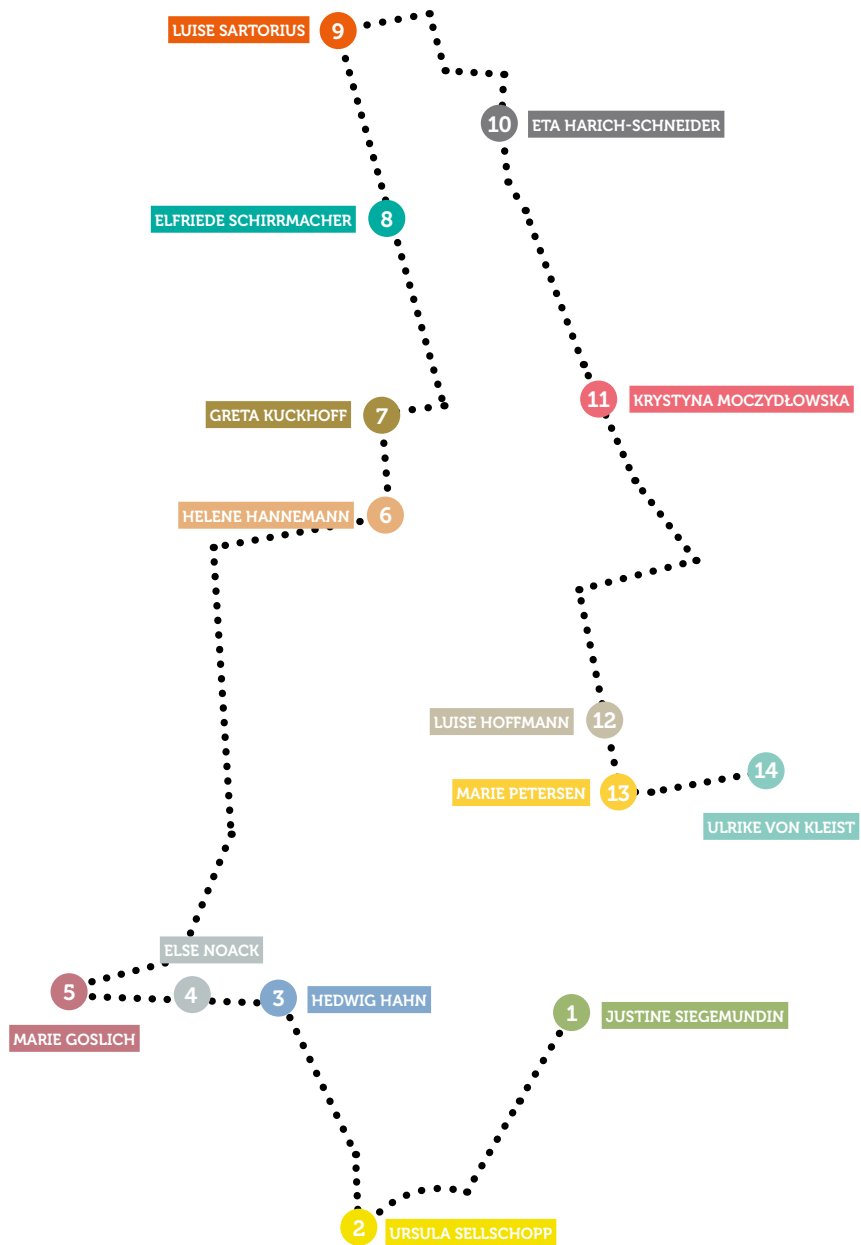 LUISE SARTORIUS 9
10 ETA HARICH-SCHNEIDER
ELFRIEDE SCHIRRMACHER 8
11 KRYSTYNA MOCZYDŁOWSKA
GRETA KUCKHOFF 7
HELENE HANNEMANN 6
LUISE HOFFMANN 12
14
MARIE PETERSEN 13
ULRIKE VON KLEIST
ELSE NOACK
5
4
3 HEDWIG HAHN
1 JUSTINE SIEGEMUNDIN
MARIE GOSLICH
2 URSULA SELLSCHOPP